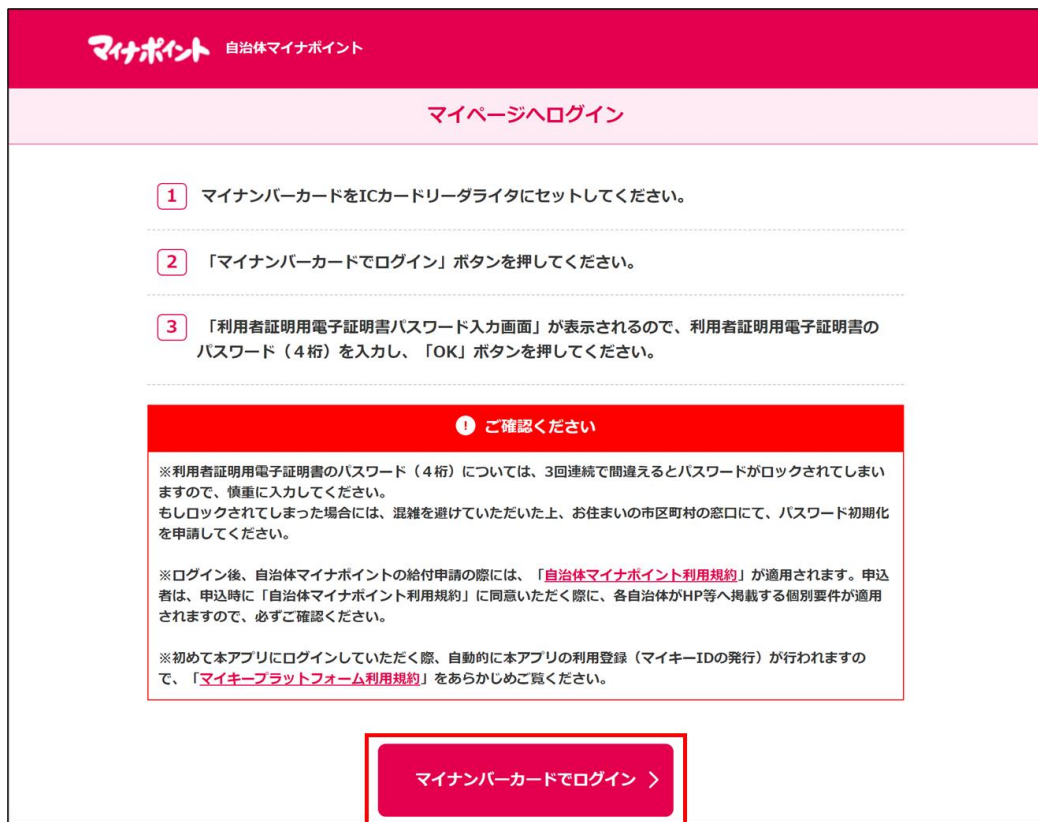 マイナポイント 自治体マイナポイント
マイページへログイン
1 マイナンバーカードをICカードリーダライタにセットしてください。
2 「マイナンバーカードでログイン」ボタンを押してください。
3 「利用者証明用電子証明書パスワード入力画面」が表示されるので、利用者証明用電子証明書の
パスワード（４桁）を入力し、「OK」ボタンを押してください。
! ご確認ください
※利用者証明用電子証明書のパスワード（４桁）については、3回連続で間違えるとパスワードがロックされてしまい
ますので、慎重に入力してください。
もしロックされてしまった場合には、混雑を避けていただいた上、お住まいの市区町村の窓口にて、パスワード初期化
を申請してください。
※ログイン後、自治体マイナポイントの給付申請の際には、「自治体マイナポイント利用規約」が適用されます。申込
者は、申込時に「自治体マイナポイント利用規約」に同意いただく際に、各自治体がHP等へ掲載する個別要件が適用
されますので、必ずご確認ください。
※初めて本アプリにログインしていただく際、自動的に本アプリの利用登録（マイキーIDの発行）が行われますの
で、「マイキープラットフォーム利用規約」をあらかじめご覧ください。
マイナンバーカードでログイン